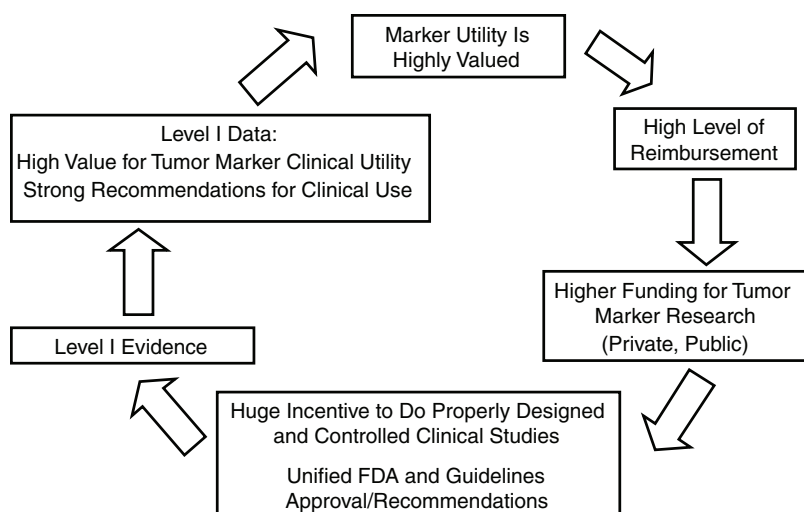 Marker Utility Is
Highly Valued
High Level of
Reimbursement
Higher Funding for Tumor
Marker Research
(Private, Public)
Huge Incentive to Do Properly Designed
and Controlled Clinical Studies
Unified FDA and Guidelines
Approval/Recommendations
Level I Evidence
Level I Data:
High Value for Tumor Marker Clinical Utility
Strong Recommendations for Clinical Use